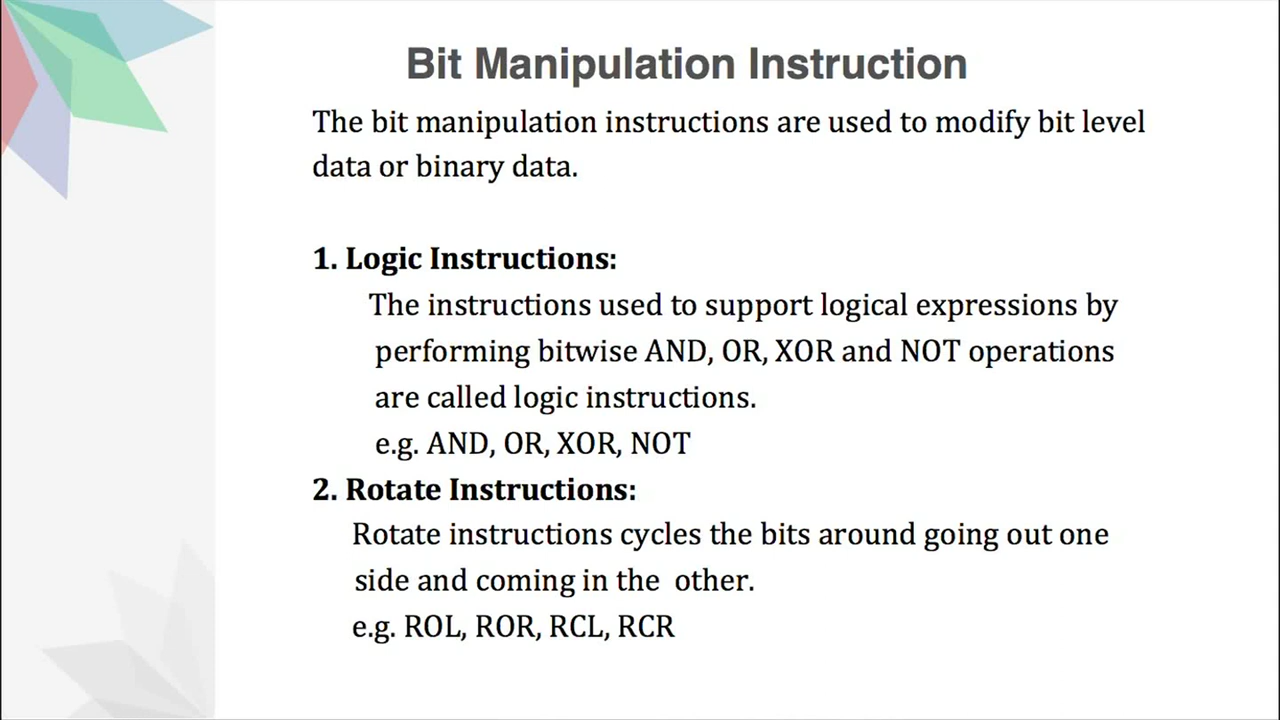 Bit Manipulation Instruction
The bit manipulation instructions are used to modify bit level
data or binary data.
1. Logic Instructions:
The instructions used to support logical expressions by
performing bitwise AND, OR, XOR and NOT operations
are called logic instructions.
e.g. AND, OR, XOR, NOT
2. Rotate Instructions:
Rotate instructions cycles the bits around going out one
side and coming in the  other.
e.g. ROL, ROR, RCL, RCR